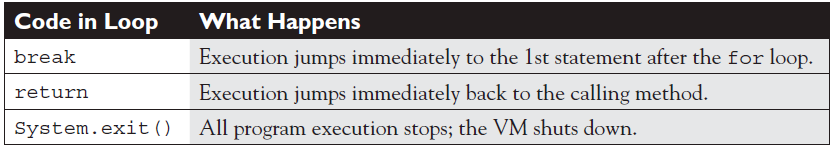 Code in Loop What Happens
break Execution jumps immediately to the 1st statement after the for loop.
return Execution jumps immediately back to the calling method.
System.exit() All program execution stops; the VM shuts down.